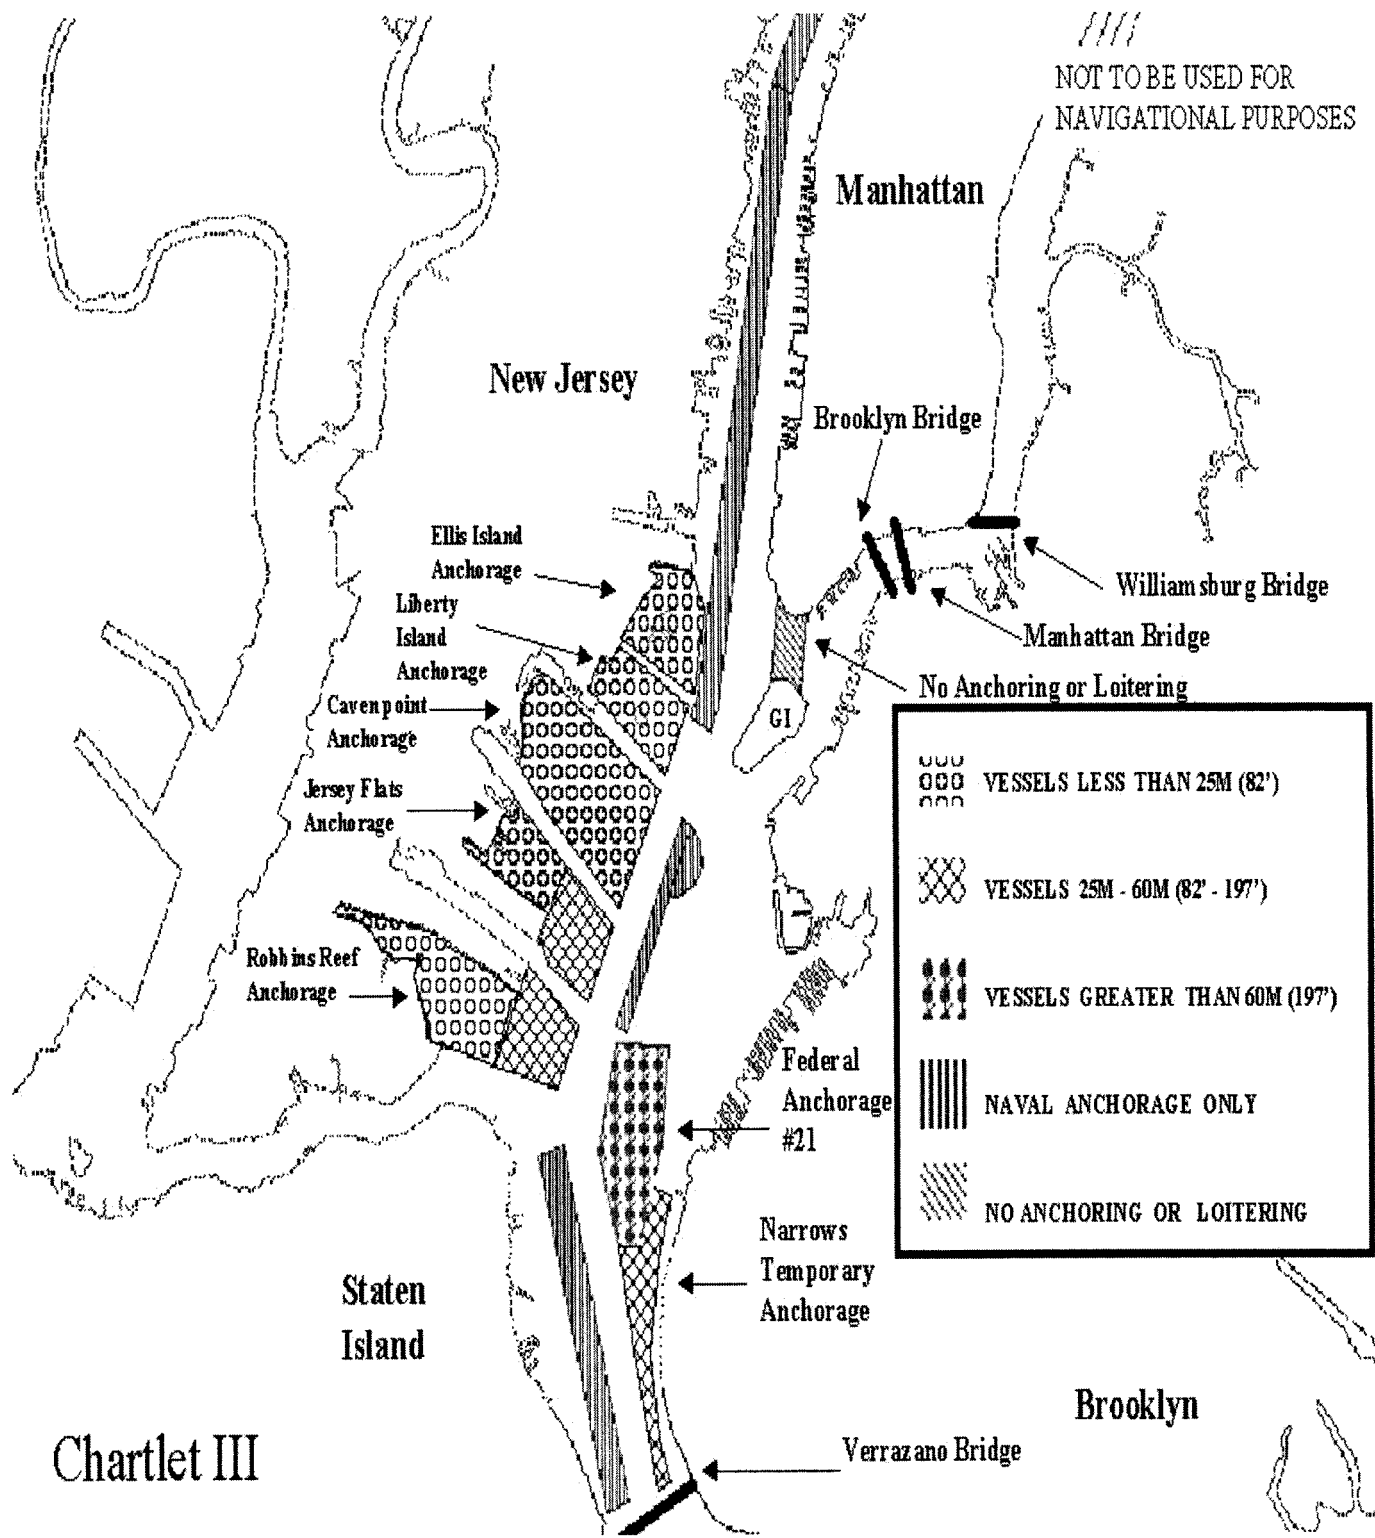 NOT TO BE USED FOR
NAVIGATIONAL PURPOSES
Manhattan
New Jersey
Brooklyn Bridge
Ellis Island
Anchorage
Liberty
Island
Anchorage
Williamsburg Bridge
Manhattan Bridge
No Anchoring or Loitering
GI
Cavenpoint
Anchorage
Jersey Flats
Anchorage
Robbins Reef
Anchorage
VESSELS LESS THAN 25M (82')
VESSELS 25M - 60M (82' - 197')
VESSELS GREATER THAN 60M (197')
NAVAL ANCHORAGE ONLY
NO ANCHORING OR LOITERING
Federal
Anchorage
#21
Narrows
Temporary
Anchorage
Staten
Island
Brooklyn
Verrazano Bridge
Chartlet III